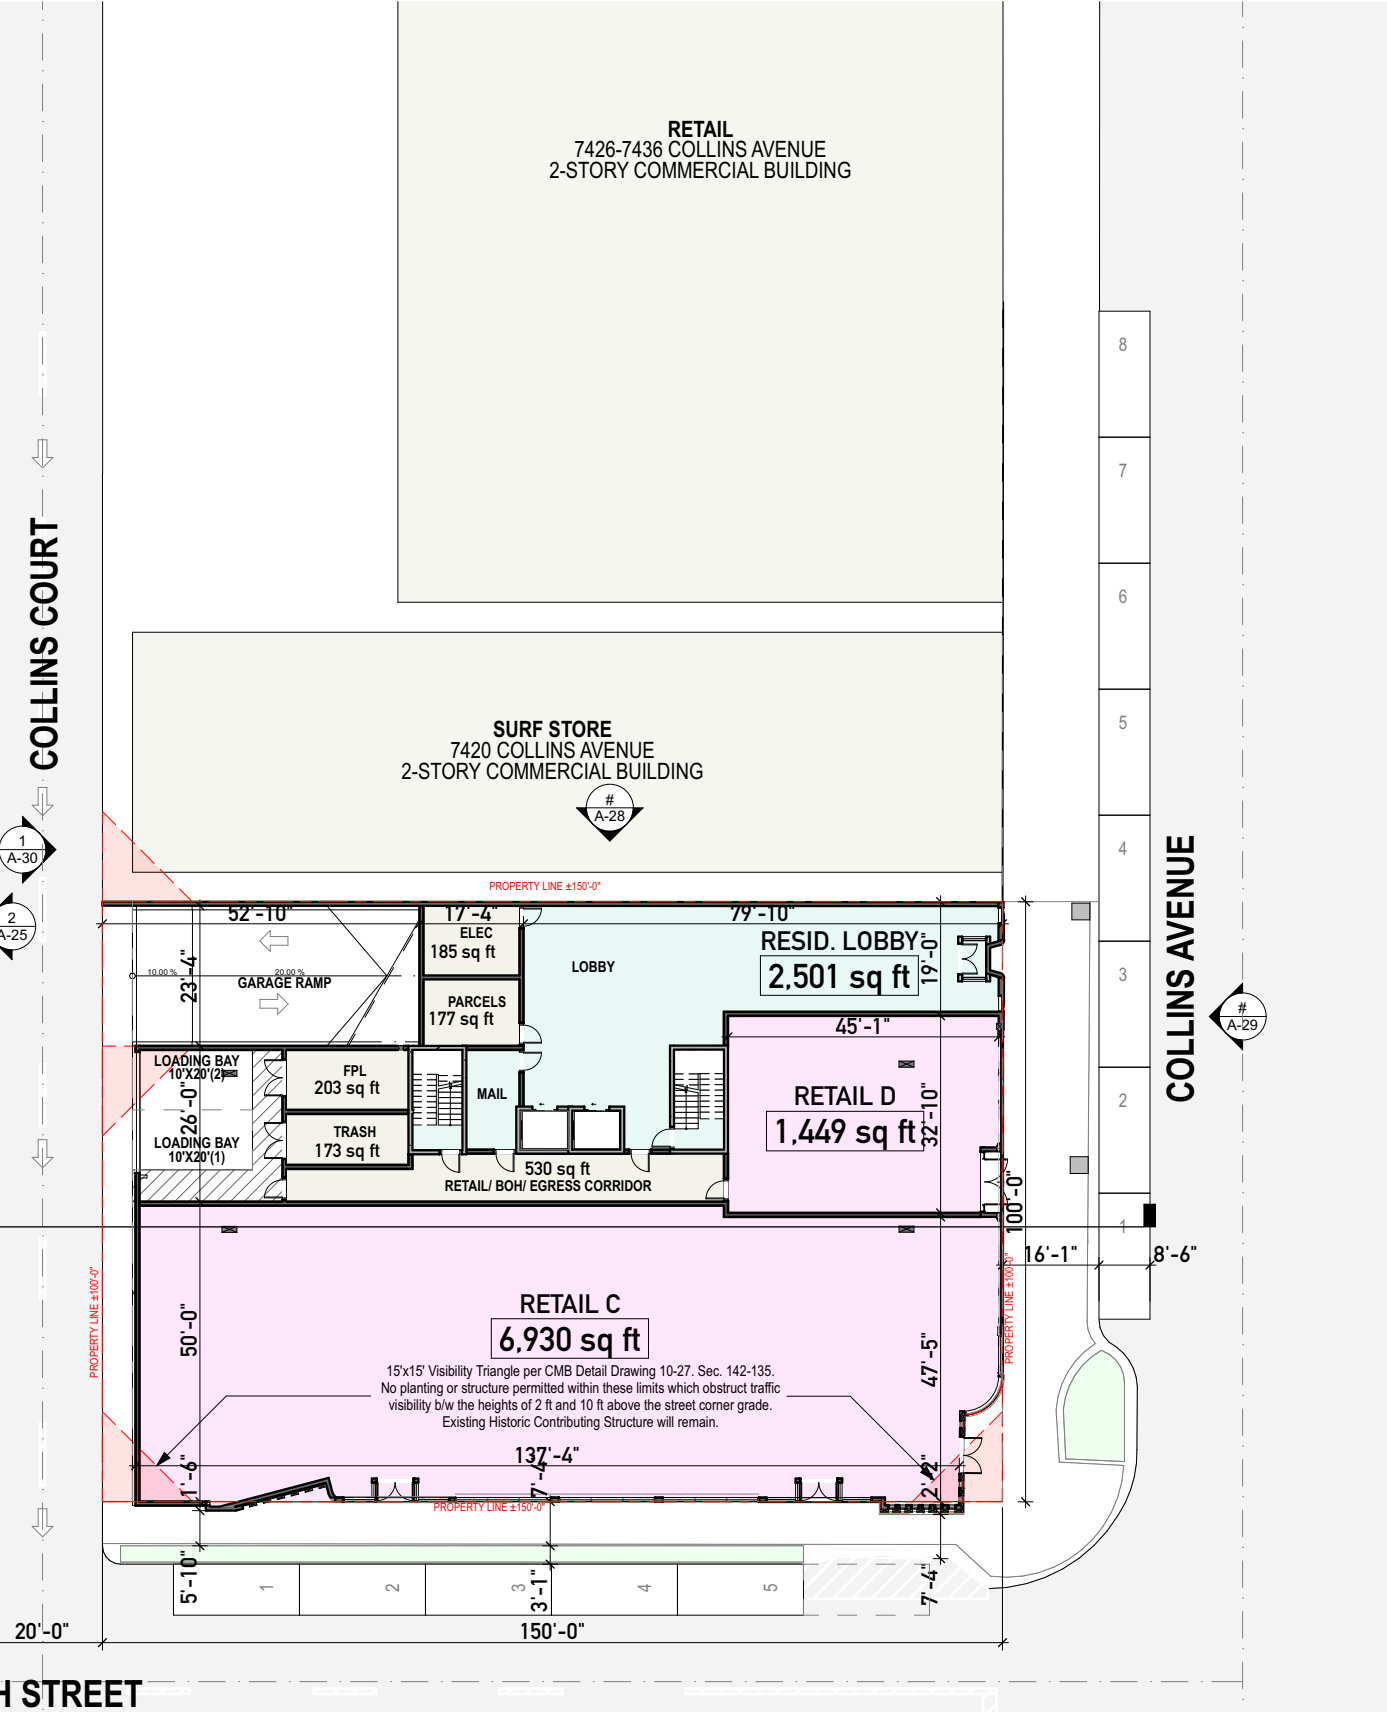 RETAIL
7426-7436 COLLINS AVENUE
2-STORY COMMERCIAL BUILDING
8
7
6
5
4
3
2
1
COLLINS COURT
SURF STORE
7420 COLLINS AVENUE
2-STORY COMMERCIAL BUILDING
#
A-28
1
A-30
2
A-25
COLLINS AVENUE
#
A-29
PROPERTY LINE ±150'-0"
52'-10"
17'-4"
79'-10"
ELEC
185 sq ft
RESID. LOBBY
2,501 sq ft
19'-0"
LOBBY
10.00 %
20.00 %
GARAGE RAMP
23'-4"
PARCELS
177 sq ft
45'-1"
LOADING BAY
10'X20'(2)
FPL
203 sq ft
MAIL
RETAIL D
1,449 sq ft
32'-10"
26'-0"
LOADING BAY
10'X20'(1)
TRASH
173 sq ft
530 sq ft
RETAIL/ BOH/ EGRESS CORRIDOR
100'-0"
16'-1"
8'-6"
PROPERTY LINE ±100'-0"
PROPERTY LINE ±100'-0"
50'-0"
RETAIL C
6,930 sq ft
47'-5"
15'x15' Visibility Triangle per CMB Detail Drawing 10-27. Sec. 142-135.
No planting or structure permitted within these limits which obstruct traffic
visibility b/w the heights of 2 ft and 10 ft above the street corner grade.
Existing Historic Contributing Structure will remain.
137'-4"
1'-6"
7'-4"
2'-2"
PROPERTY LINE ±150'-0"
5'-10"
1
2
3
4
5
3'-1"
7'-4"
20'-0"
150'-0"
H STREET